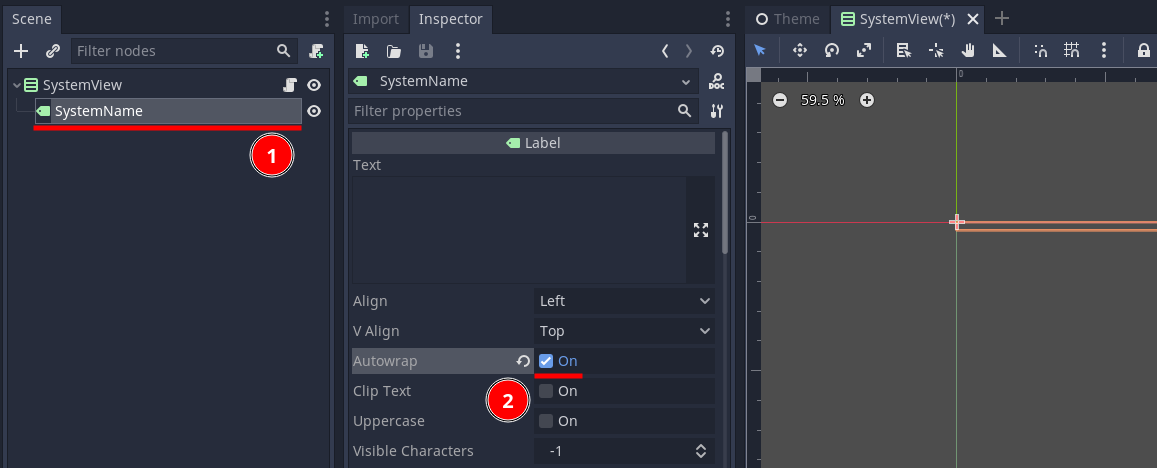 Scene
Import
Inspector
Theme
SystemView(*)
Filter nodes
SystemView
SystemName
1
SystemName
DOC
Filter properties
Label
Text
Align
Left
V Align
Top
Autowrap
On
2
Clip Text
On
Uppercase
On
Visible Characters
-1
0
59.5 %
0